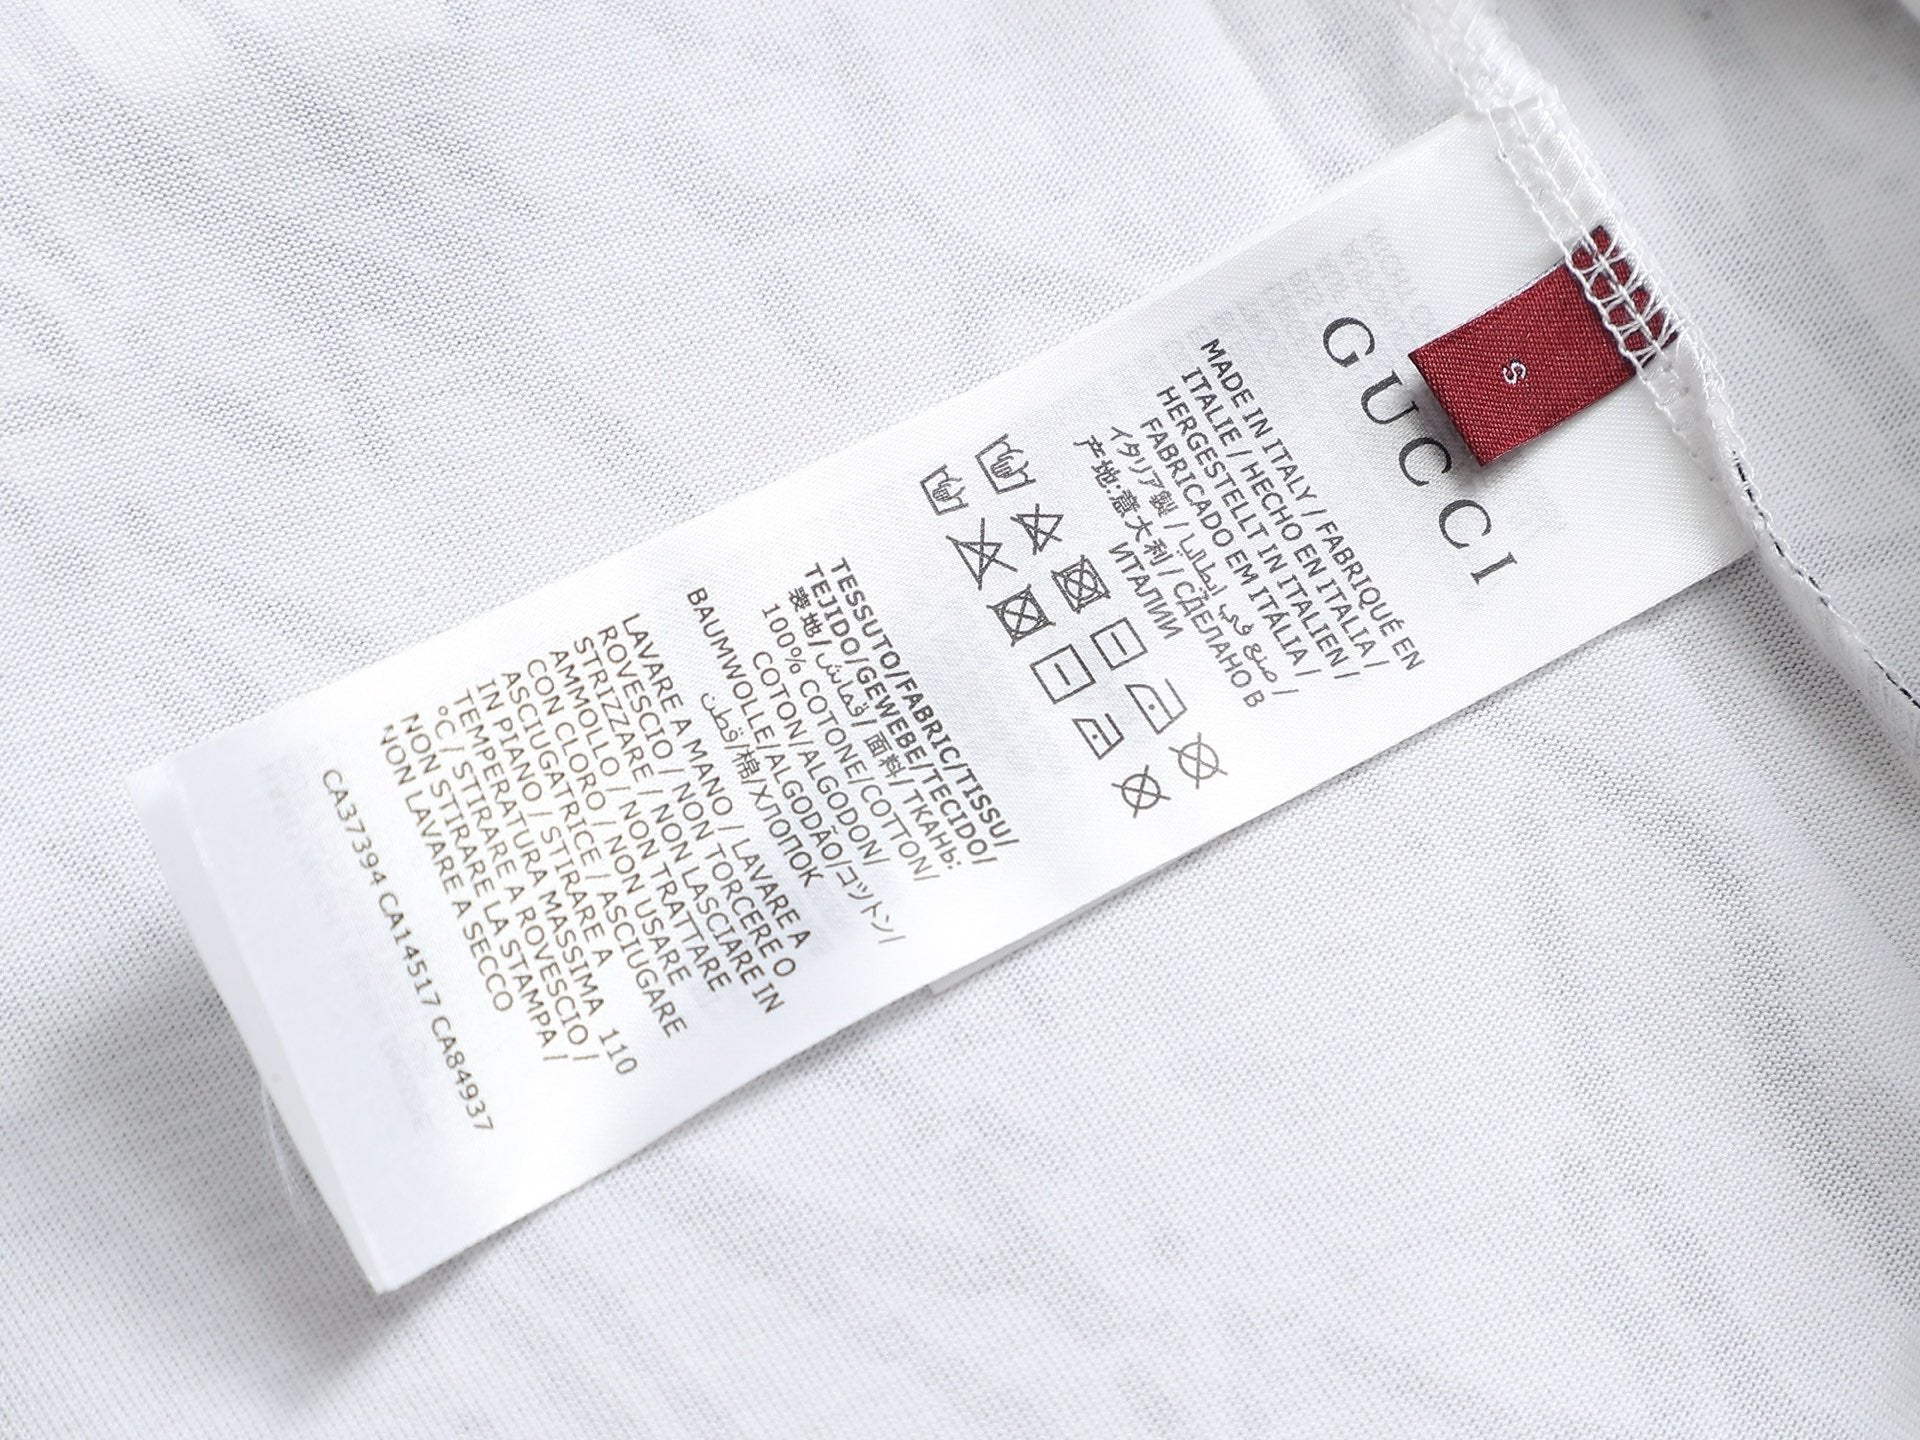 S
GUCCI
MADE IN ITALY / FABRIQUÉ EN
ITALIE / HECHO EN ITALIA /
HERGESTELLT IN ITALIEN /
FABRICADO EM ITÁLIA /
イタリア製 / صنع في إيطاليا /
产地:意大利 / СДЕЛАНО В
ИТАЛИИ
TESSUTO/FABRIC/TISSU/
TEJIDO/GEWEBE/TECIDO/
表地/قماش/面料/ТКАНЬ:
100% COTONE/COTTON/
COTON/ALGODON/
BAUMWOLLE/ALGODÃO/コットン/
قطن/棉/ХЛОПОК
LAVARE A MANO / LAVARE A
ROVESCIO / NON TORCERE O
STRIZZARE / NON LASCIARE IN
AMMOLLO / NON TRATTARE
CON CLORO / NON USARE
ASCIUGATRICE / ASCIUGARE
IN PIANO / STIRARE A
TEMPERATURA MASSIMA 110
°C / STIRARE A ROVESCIO /
NON STIRARE LA STAMPA /
NON LAVARE A SECCO
CA37394 CA14517 CA84937